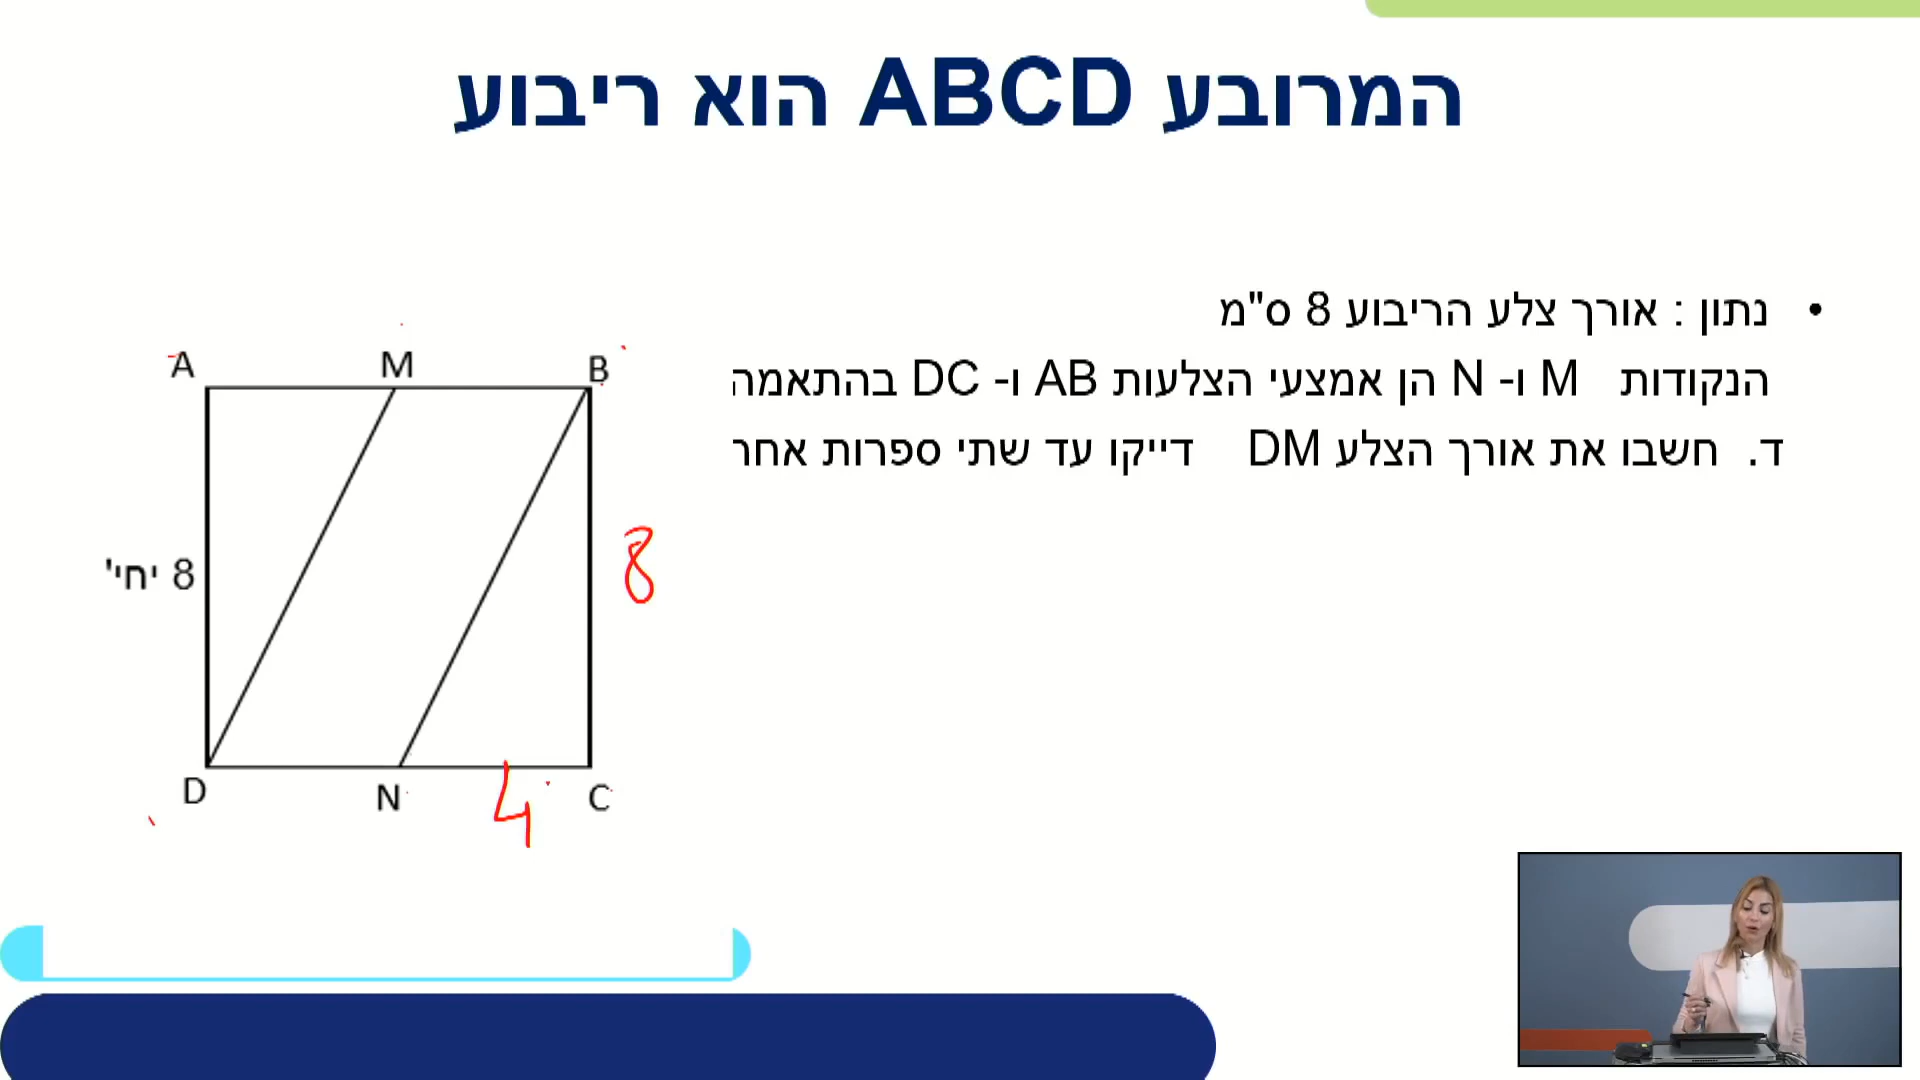 המרובע ABCD הוא ריבוע
• נתון : אורך צלע הריבוע 8 ס"מ
הנקודות M ו- N הן אמצעי הצלעות AB ו- DC בהתאמה
ד. חשבו את אורך הצלע DM דייקו עד שתי ספרות אחר
A M B
8 יחי'
8
D N C
4